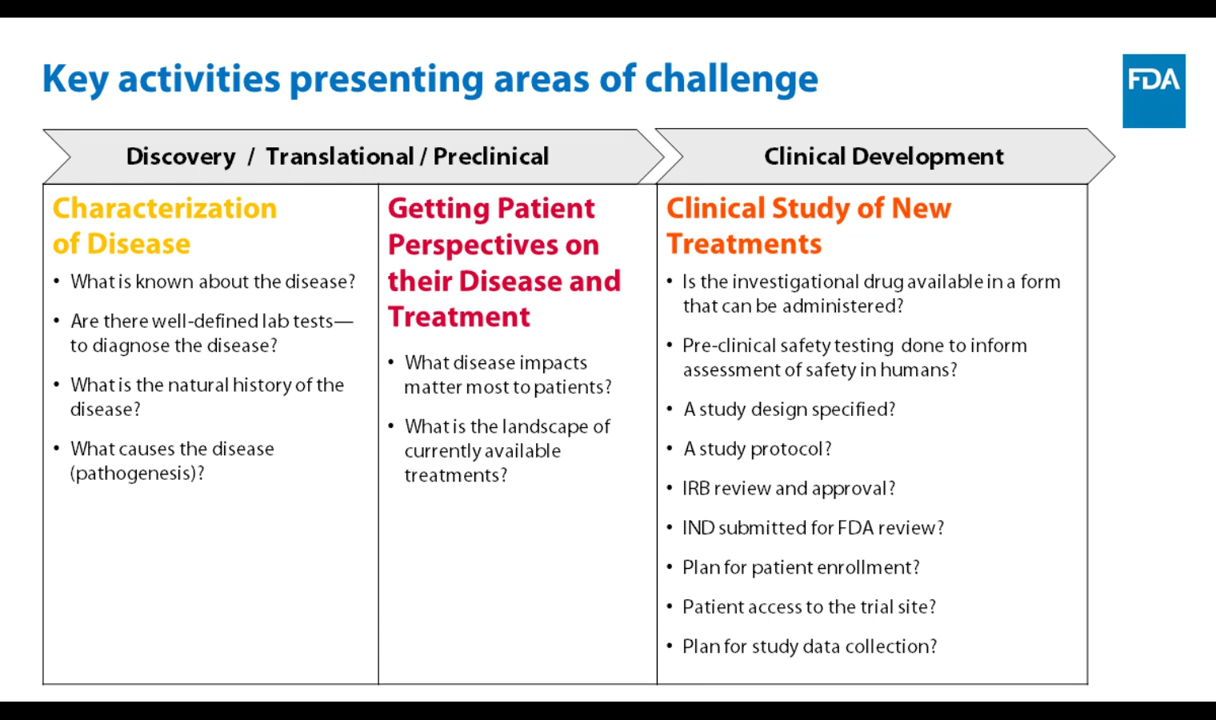 Key activities presenting areas of challenge
FDA
Discovery / Translational / Preclinical
Clinical Development
Characterization
of Disease
• What is known about the disease?
• Are there well-defined lab tests—
to diagnose the disease?
• What is the natural history of the
disease?
• What causes the disease
(pathogenesis)?
Getting Patient
Perspectives on
their Disease and
Treatment
• What disease impacts
matter most to patients?
• What is the landscape of
currently available
treatments?
Clinical Study of New
Treatments
• Is the investigational drug available in a form
that can be administered?
• Pre-clinical safety testing done to inform
assessment of safety in humans?
• A study design specified?
• A study protocol?
• IRB review and approval?
• IND submitted for FDA review?
• Plan for patient enrollment?
• Patient access to the trial site?
• Plan for study data collection?